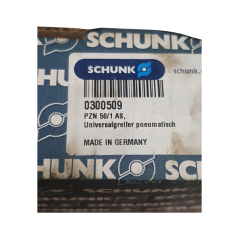 SCHUNK
SCHUNK
schunk.
0300509
PZN 50/1 AS,
Universalgreifer pneumatisch
MADE IN GERMANY
SCHUNK